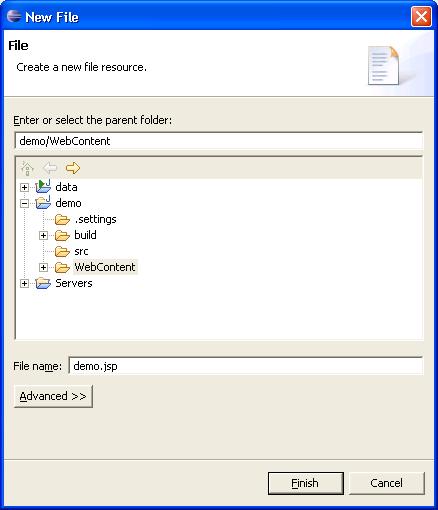 New File
File
Create a new file resource.
Enter or select the parent folder:
demo/WebContent
data
demo
.settings
build
src
WebContent
Servers
File name: demo.jsp
Advanced >>
Finish Cancel